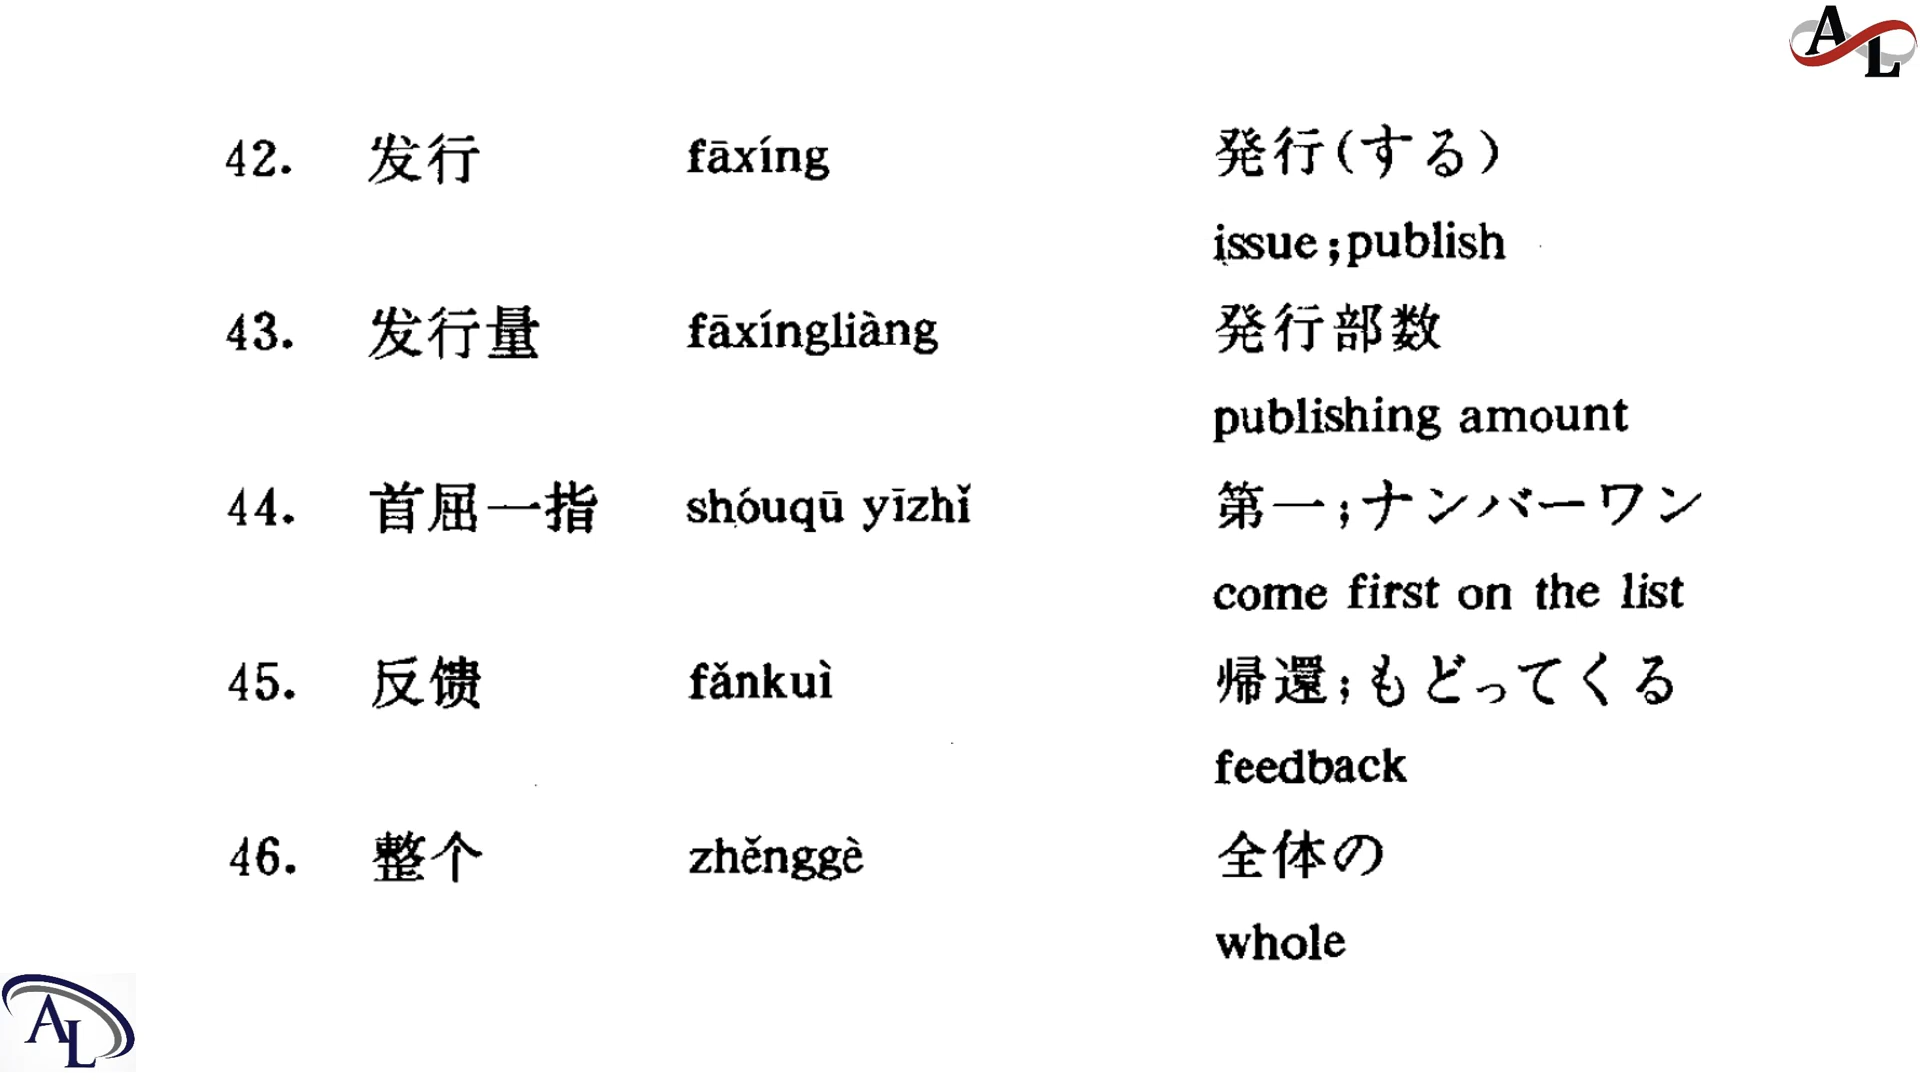 AL
42. 发行 fāxíng 発行(する)
issue;publish
43. 发行量 fāxíngliàng 発行部数
publishing amount
44. 首屈一指 shóuqū yīzhǐ 第一;ナンバーワン
come first on the list
45. 反馈 fǎnkuì 帰還;もどってくる
feedback
46. 整个 zhěnggè 全体の
whole
AL